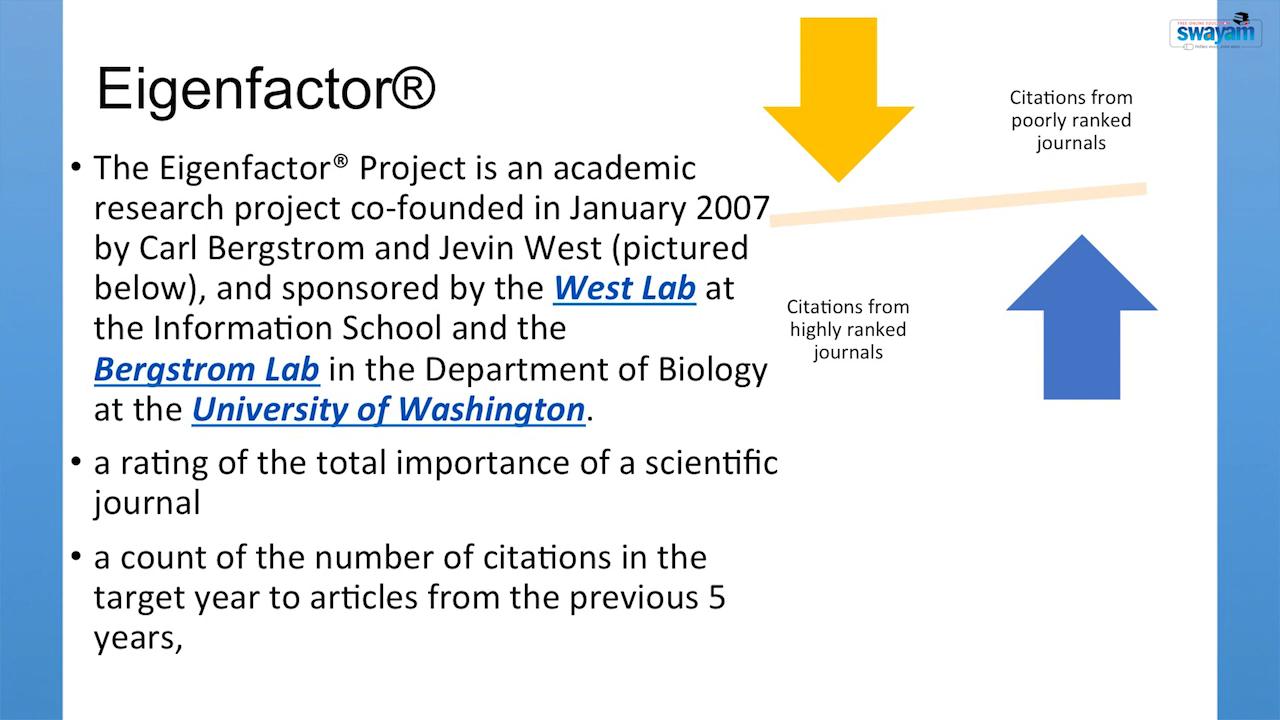 Eigenfactor®
• The Eigenfactor® Project is an academic
research project co-founded in January 2007
by Carl Bergstrom and Jevin West (pictured
below), and sponsored by the West Lab at
the Information School and the
Bergstrom Lab in the Department of Biology
at the University of Washington.
• a rating of the total importance of a scientific
journal
• a count of the number of citations in the
target year to articles from the previous 5
years,
Citations from
poorly ranked
journals
Citations from
highly ranked
journals
swayam